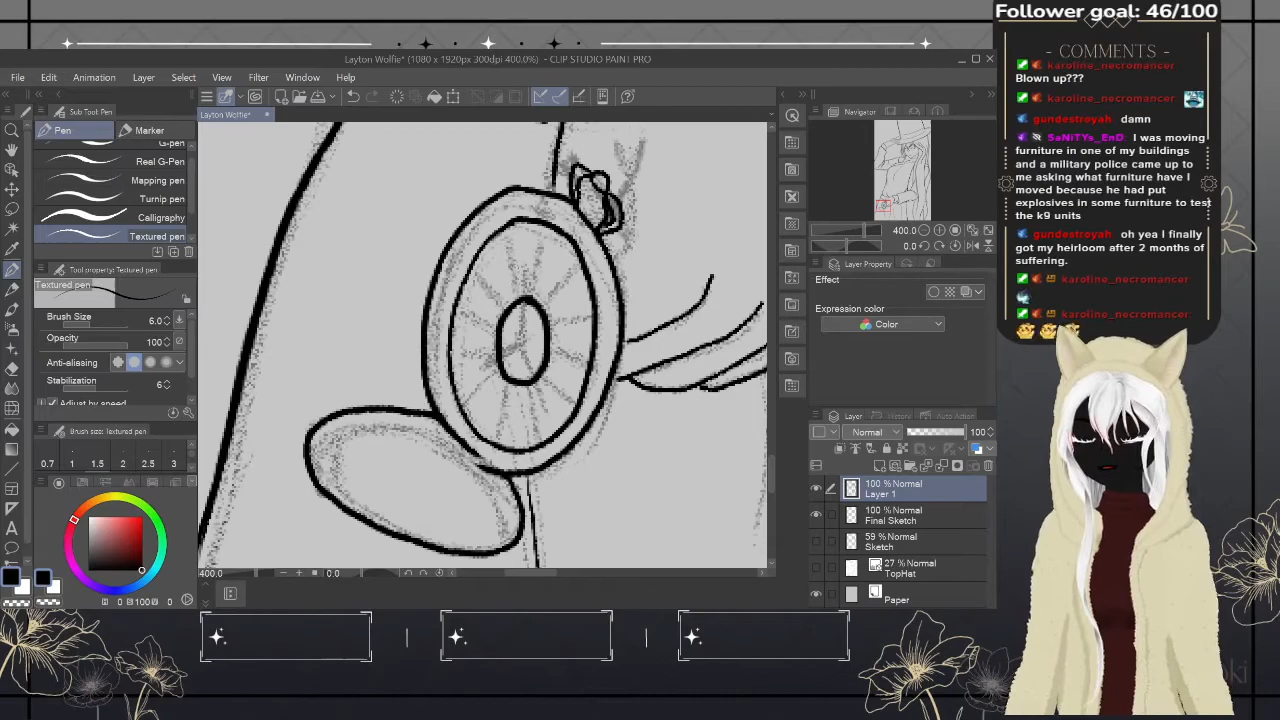 Follower goal: 46/100
- COMMENTS -
karoline_necromancer
Blown up???
karoline_necromancer
gundestroyah damn
SaNiTYs_EnD: I was moving
furniture in one of my buildings
and a military police came up to
me asking what furniture have I
moved because he had put
explosives in some furniture to test
the k9 units
gundestroyah oh yea I finally
got my heirloom after 2 months of
suffering.
karoline_necromancer
karoline_necromancer:
Layton Wolfie* (1080 x 1920px 300dpi 400.0%) - CLIP STUDIO PAINT PRO
File Edit Animation Layer Select View Filter Window Help
Sub Tool Pen
Layton Wolfie*
Pen Marker
G-Pen
Real G-Pen
Mapping pen
Turnip pen
Calligraphy
Textured pen
Tool property: Textured pen
Textured pen
Brush Size 6.0
Opacity 100
Anti-aliasing
Stabilization 6
Adjust by speed
Brush size: Textured pen
0.7 1 1.5 2 2.5 3
0 S 100 0
400.0 0.0
Navigator
400.0
0.0
Layer Property
Effect
Expression color
Color
Layer History Auto Action
Normal 100
100 % Normal
Layer 1
100 % Normal
Final Sketch
59 % Normal
Sketch
27 % Normal
TopHat
Paper